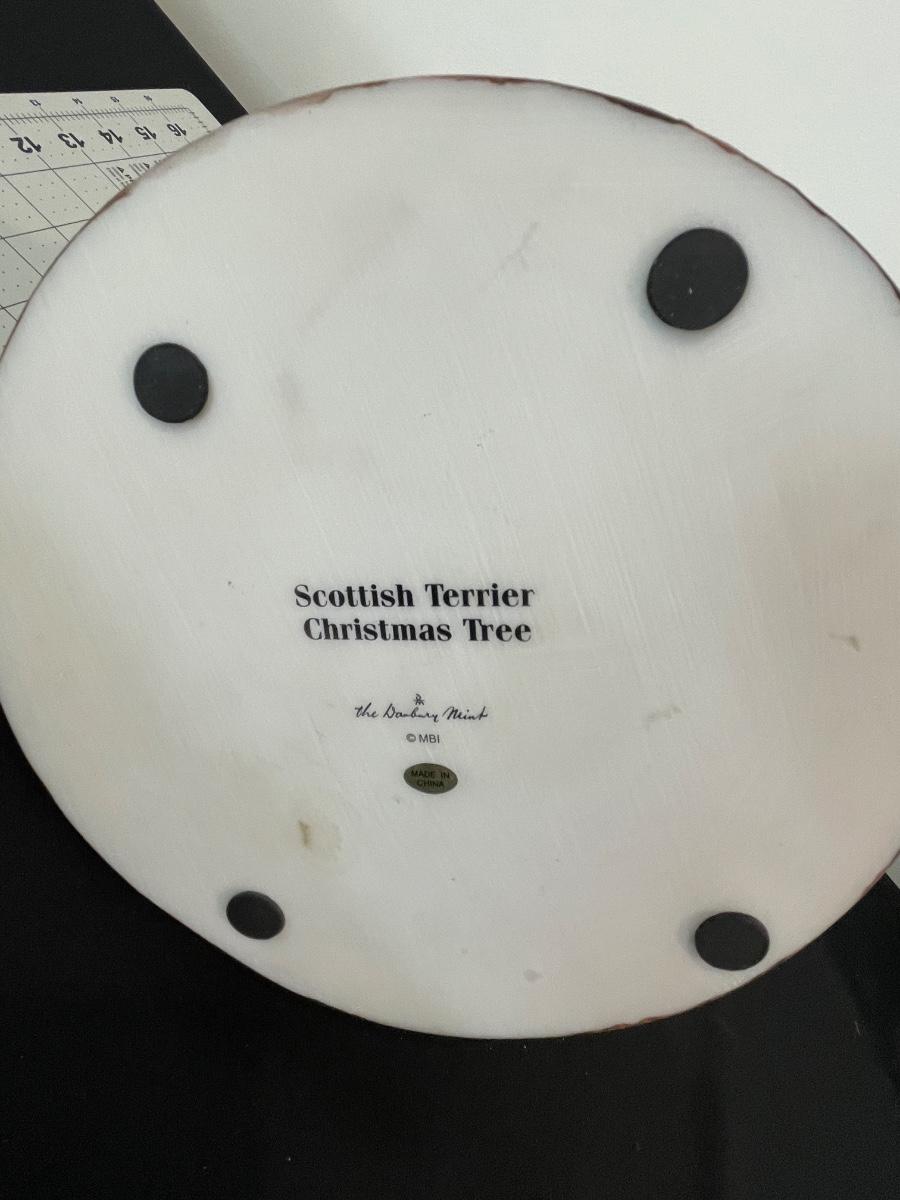 12 13 14 15 16
Scottish Terrier
Christmas Tree
the Danbury Mint
© MBI
MADE IN
CHINA